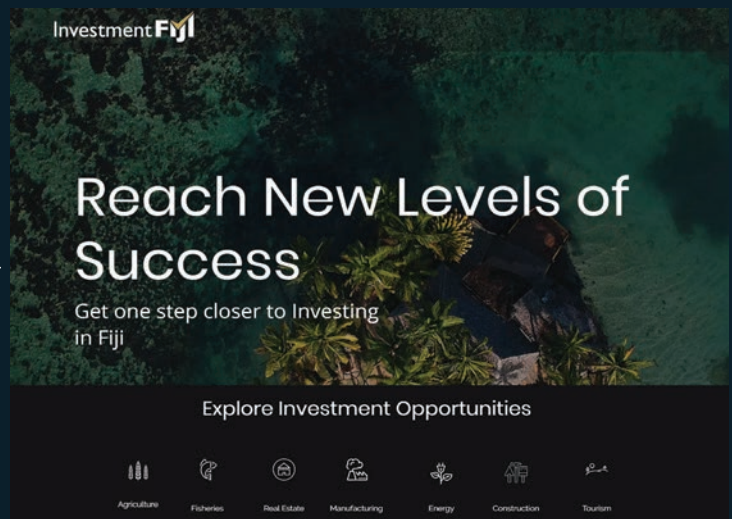 Investment Fiji
Reach New Levels of
Success
Get one step closer to Investing
in Fiji
Explore Investment Opportunities
Agriculture
Fisheries
Real Estate
Manufacturing
Energy
Construction
Tourism